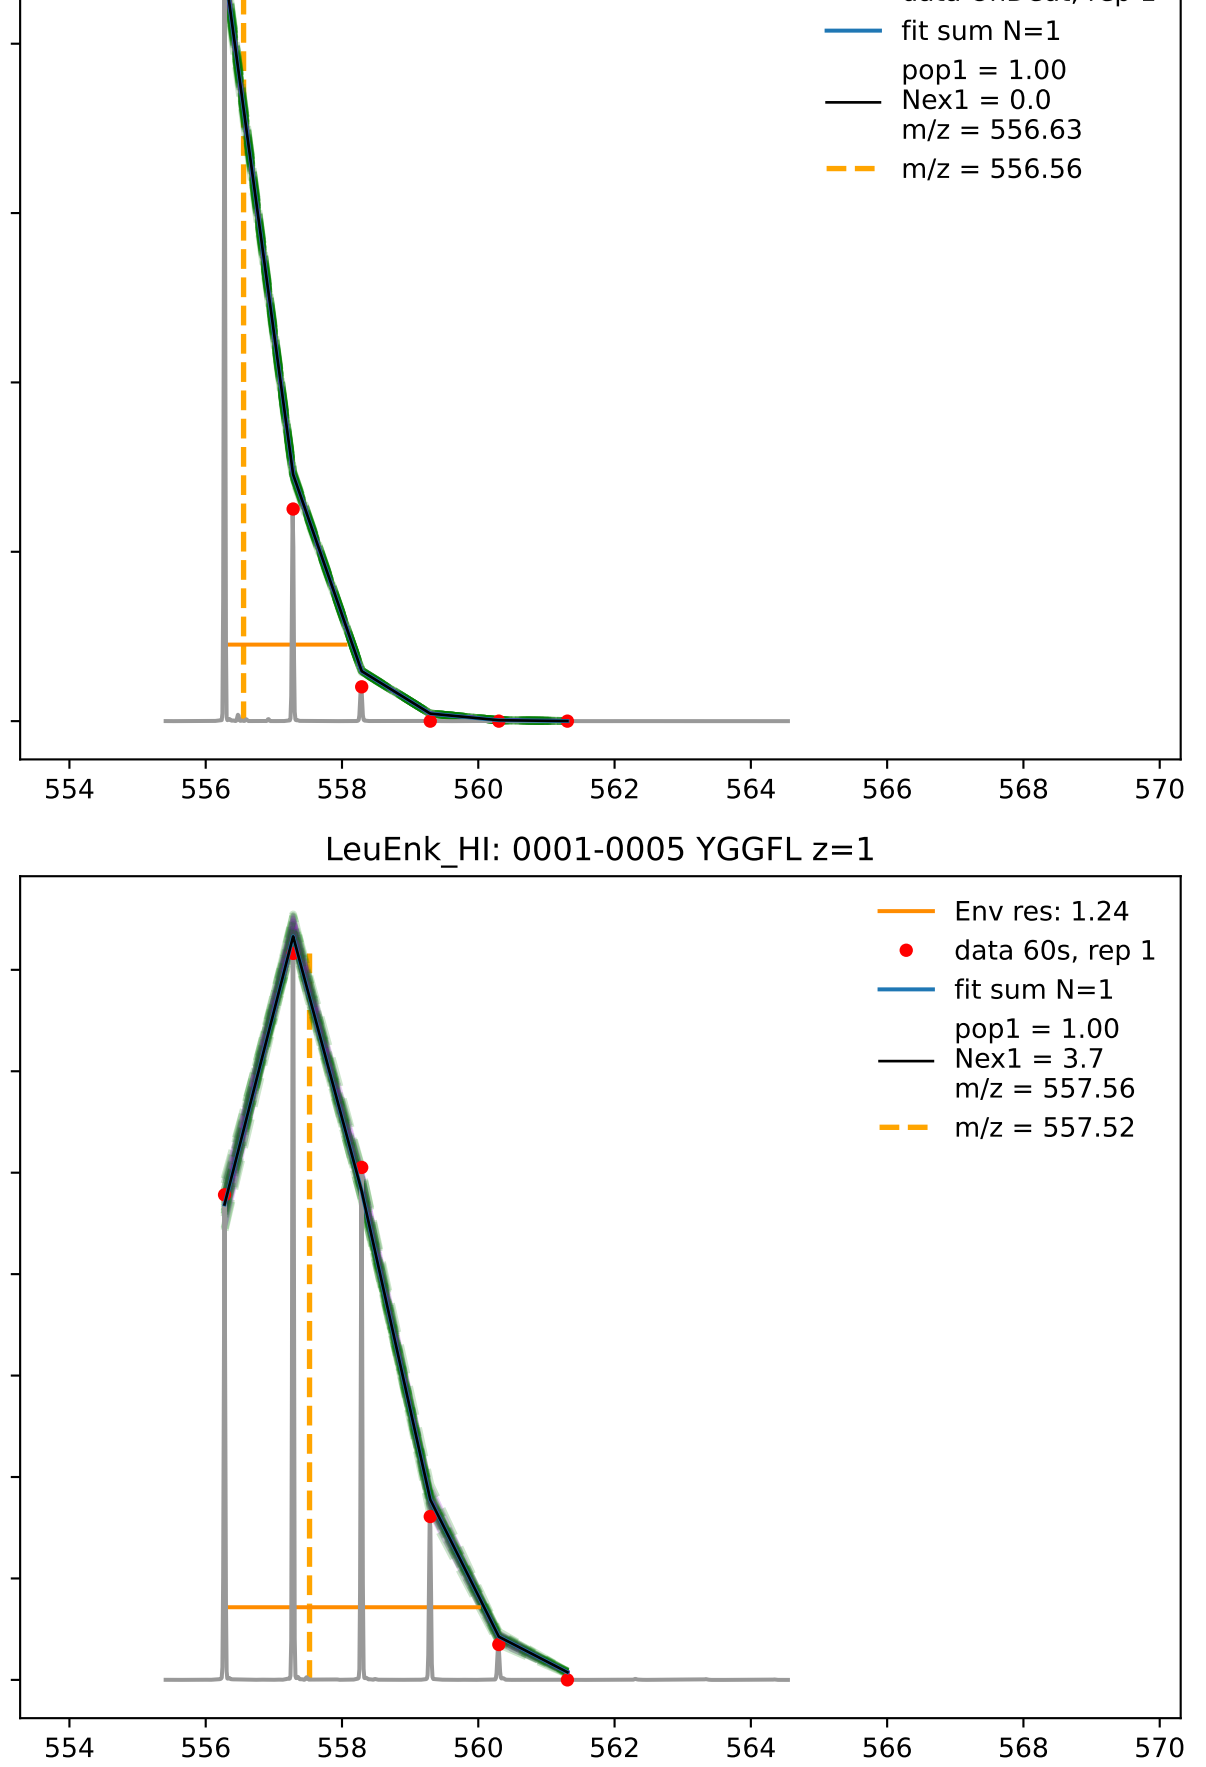 fit sum N=1
pop1 = 1.00
Nex1 = 0.0
m/z = 556.63
m/z = 556.56
554 556 558 560 562 564 566 568 570
LeuEnk_HI: 0001-0005 YGGFL z=1
Env res: 1.24
data 60s, rep 1
fit sum N=1
pop1 = 1.00
Nex1 = 3.7
m/z = 557.56
m/z = 557.52
554 556 558 560 562 564 566 568 570